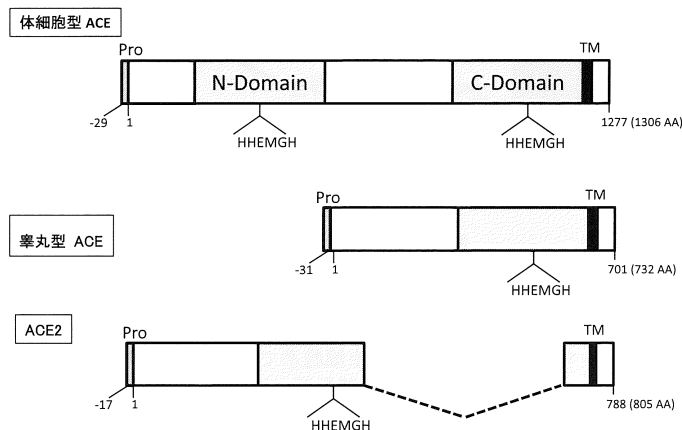 体細胞型 ACE
Pro
TM
N-Domain
C-Domain
-29
1
HHEMGH
HHEMGH
1277 (1306 AA)
睾丸型 ACE
Pro
TM
-31
1
HHEMGH
701 (732 AA)
ACE2
Pro
TM
-17
1
HHEMGH
788 (805 AA)